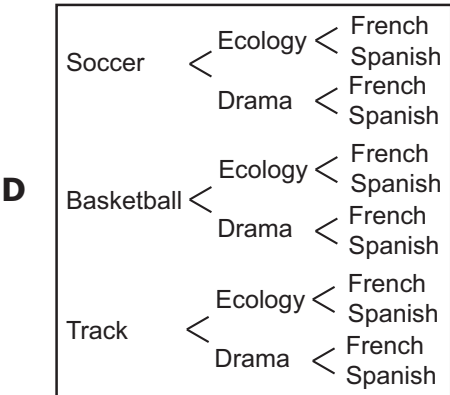 D
Soccer
Ecology
French
Spanish
Drama
French
Spanish
Basketball
Ecology
French
Spanish
Drama
French
Spanish
Track
Ecology
French
Spanish
Drama
French
Spanish